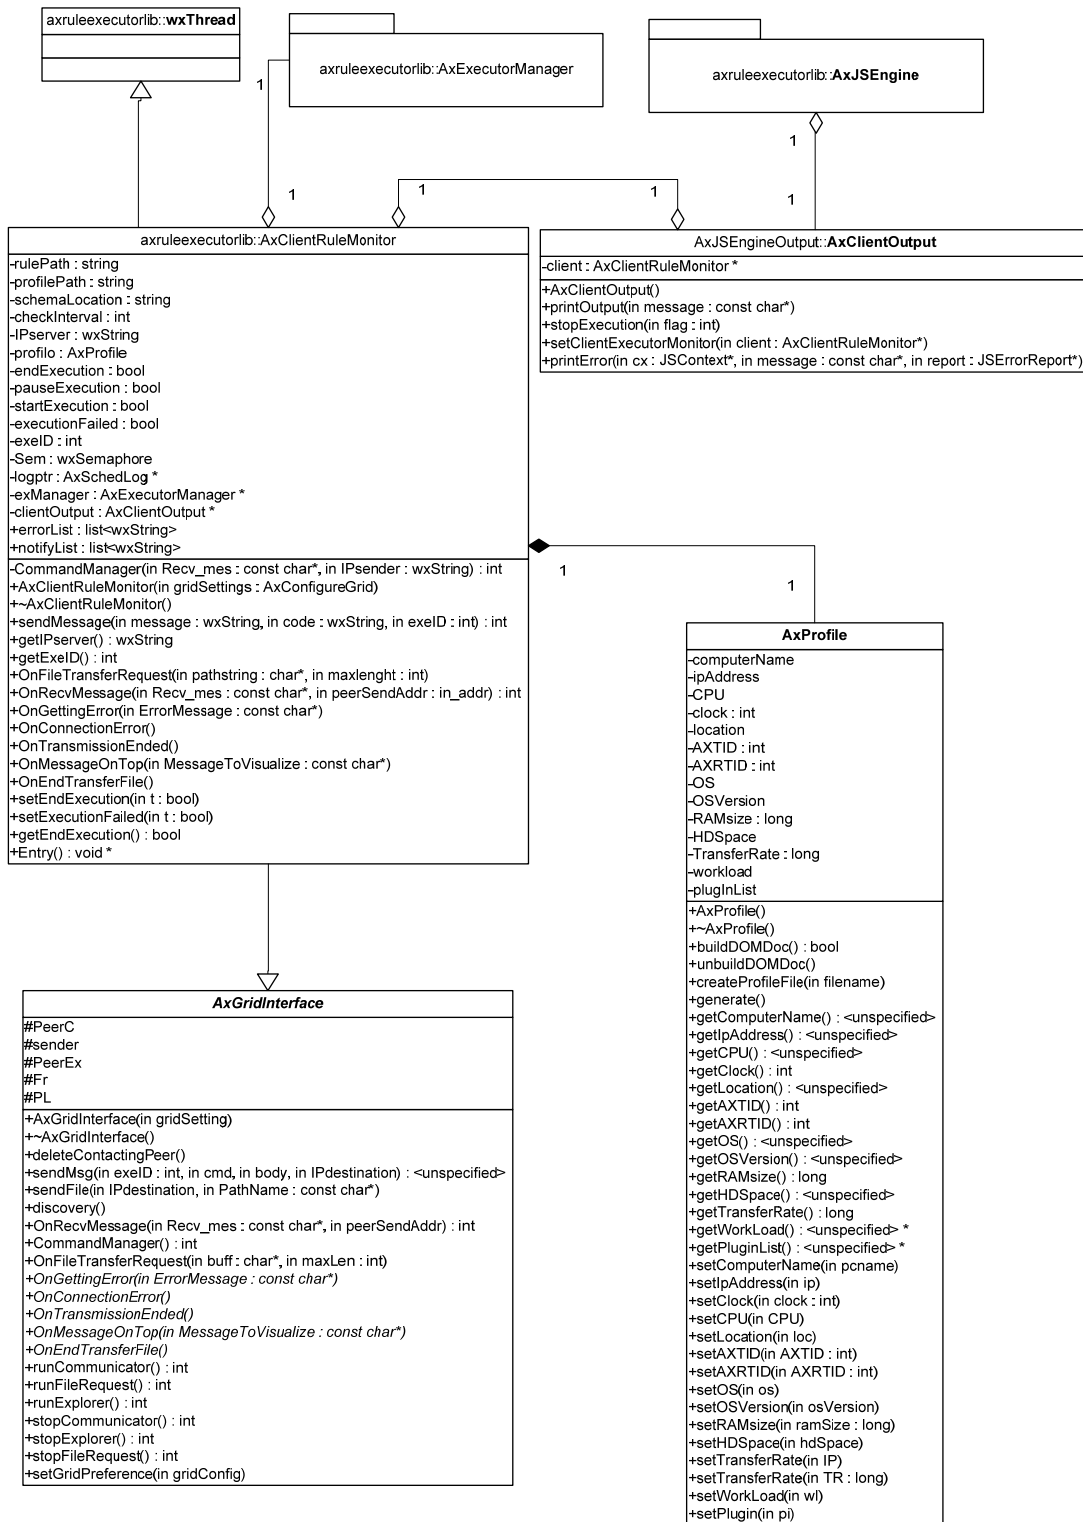 axruleexecutorlib::wxThread
axruleexecutorlib::AxExecutorManager
axruleexecutorlib::AxJSEngine
1
1
1
1
1
1
axruleexecutorlib::AxClientRuleMonitor
-rulePath : string
-profilePath : string
-schemaLocation : string
-checkInterval : int
-IPserver : wxString
-profilo : AxProfile
-endExecution : bool
-pauseExecution : bool
-startExecution : bool
-executionFailed : bool
-exeID : int
-Sem : wxSemaphore
-logptr : AxSchedLog *
-exManager : AxExecutorManager *
-clientOutput : AxClientOutput *
+errorList : list<wxString>
+notifyList : list<wxString>
-CommandManager(in Recv_mes : const char*, in IPsender : wxString) : int
+AxClientRuleMonitor(in gridSettings : AxConfigureGrid)
+~AxClientRuleMonitor()
+sendMessage(in message : wxString, in code : wxString, in exeID : int) : int
+getIPserver() : wxString
+getExeID() : int
+OnFileTransferRequest(in pathstring : char*, in maxlenght : int)
+OnRecvMessage(in Recv_mes : const char*, in peerSendAddr : in_addr) : int
+OnGettingError(in ErrorMessage : const char*)
+OnConnectionError()
+OnTransmissionEnded()
+OnMessageOnTop(in MessageToVisualize : const char*)
+OnEndTransferFile()
+setEndExecution(in t : bool)
+setExecutionFailed(in t : bool)
+getEndExecution() : bool
+Entry() : void *
AxJSEngineOutput::AxClientOutput
-client : AxClientRuleMonitor *
+AxClientOutput()
+printOutput(in message : const char*)
+stopExecution(in flag : int)
+setClientExecutorMonitor(in client : AxClientRuleMonitor*)
+printError(in cx : JSContext*, in message : const char*, in report : JSErrorReport*)
1
1
AxProfile
-computerName
-ipAddress
-CPU
-clock : int
-location
-AXTID : int
-AXRTID : int
-OS
-OSVersion
-RAMsize : long
-HDSpace
-TransferRate : long
-workload
-plugInList
+AxProfile()
+~AxProfile()
+buildDOMDoc() : bool
+unbuildDOMDoc()
+createProfileFile(in filename)
+generate()
+getComputerName() : <unspecified>
+getIpAddress() : <unspecified>
+getCPU() : <unspecified>
+getClock() : int
+getLocation() : <unspecified>
+getAXTID() : int
+getAXRTID() : int
+getOS() : <unspecified>
+getOSVersion() : <unspecified>
+getRAMsize() : long
+getHDSpace() : <unspecified>
+getTransferRate() : long
+getWorkLoad() : <unspecified> *
+getPluginList() : <unspecified> *
+setComputerName(in pcname)
+setIpAddress(in ip)
+setClock(in clock : int)
+setCPU(in CPU)
+setLocation(in loc)
+setAXTID(in AXTID : int)
+setAXRTID(in AXRTID : int)
+setOS(in os)
+setOSVersion(in osVersion)
+setRAMsize(in ramSize : long)
+setHDSpace(in hdSpace)
+setTransferRate(in IP)
+setTransferRate(in TR : long)
+setWorkLoad(in wl)
+setPlugin(in pi)
AxGridInterface
#PeerC
#sender
#PeerEx
#Fr
#PL
+AxGridInterface(in gridSetting)
+~AxGridInterface()
+deleteContactingPeer()
+sendMsg(in exeID : int, in cmd, in body, in IPdestination) : <unspecified>
+sendFile(in IPdestination, in PathName : const char*)
+discovery()
+OnRecvMessage(in Recv_mes : const char*, in peerSendAddr) : int
+CommandManager() : int
+OnFileTransferRequest(in buff : char*, in maxLen : int)
+OnGettingError(in ErrorMessage : const char*)
+OnConnectionError()
+OnTransmissionEnded()
+OnMessageOnTop(in MessageToVisualize : const char*)
+OnEndTransferFile()
+runCommunicator() : int
+runFileRequest() : int
+runExplorer() : int
+stopCommunicator() : int
+stopExplorer() : int
+stopFileRequest() : int
+setGridPreference(in gridConfig)